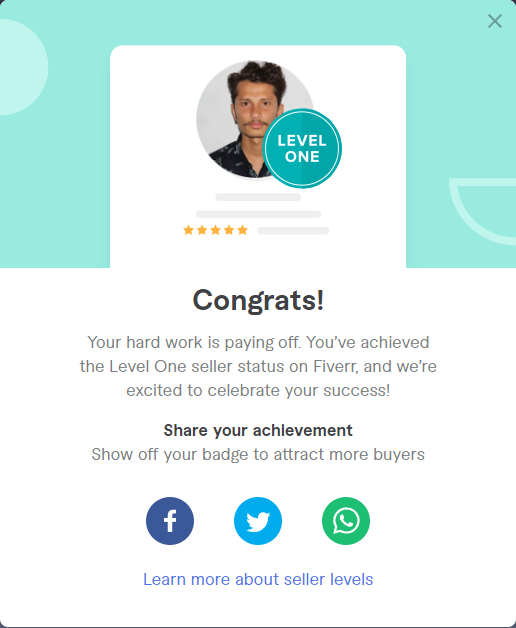 LEVEL
ONE
Congrats!
Your hard work is paying off. You’ve achieved
the Level One seller status on Fiverr, and we’re
excited to celebrate your success!
Share your achievement
Show off your badge to attract more buyers
Learn more about seller levels